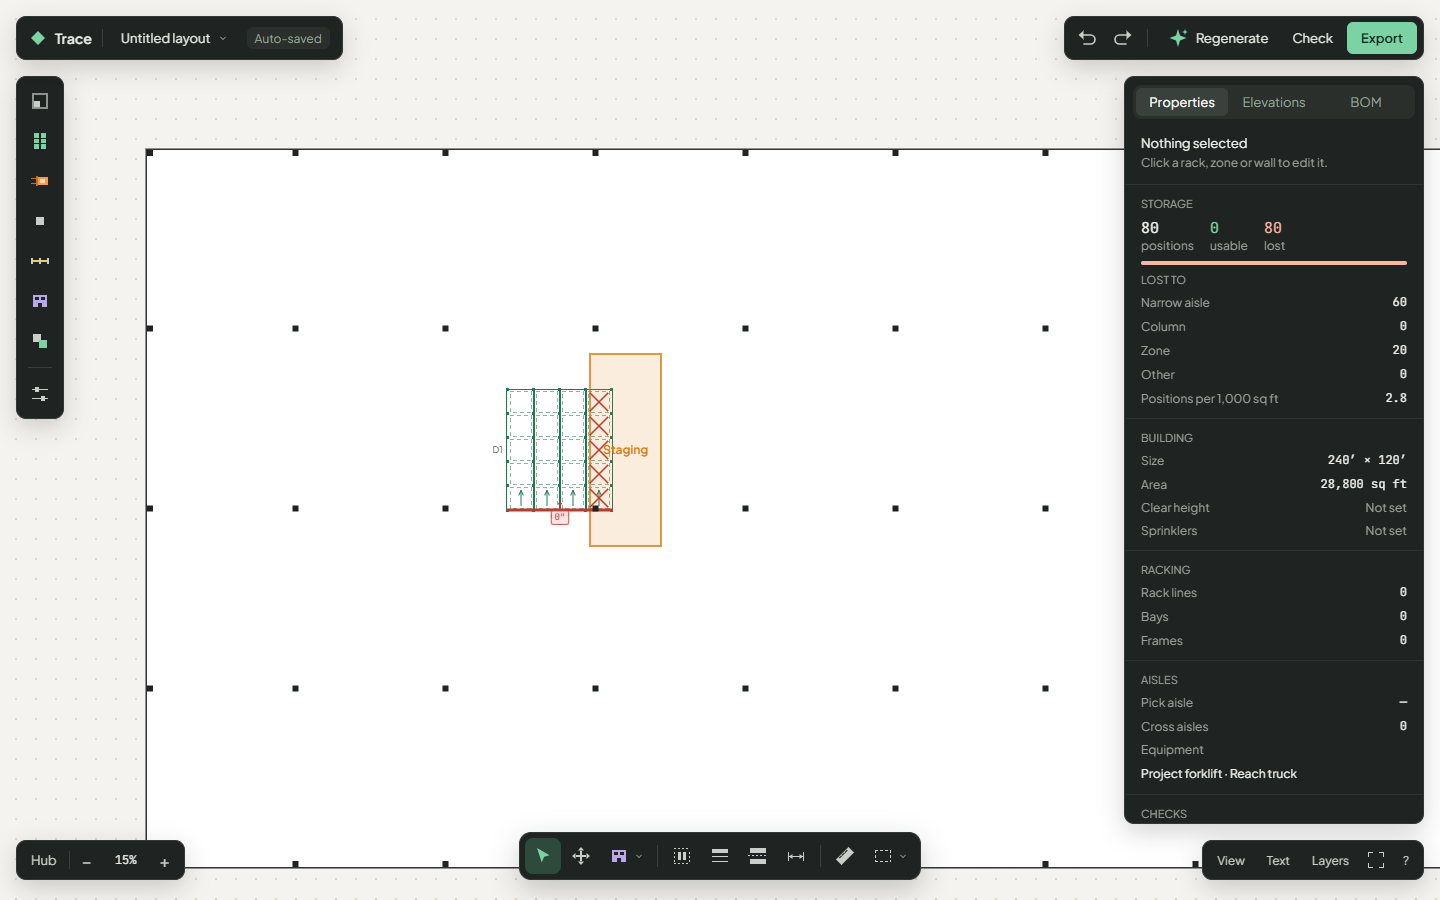 Trace
Untitled layout
Auto-saved
Regenerate
Check
Export
Properties
Elevations
BOM
Nothing selected
Click a rack, zone or wall to edit it.
STORAGE
80 0 80
positions usable lost
LOST TO
Narrow aisle 60
Column 0
Zone 20
Other 0
Positions per 1,000 sq ft 2.8
BUILDING
Size 240′ × 120′
Area 28,800 sq ft
Clear height Not set
Sprinklers Not set
RACKING
Rack lines 0
Bays 0
Frames 0
AISLES
Pick aisle –
Cross aisles 0
Equipment
Project forklift · Reach truck
CHECKS
D1
Staging
0″
Hub
– 15% +
View
Text
Layers
?